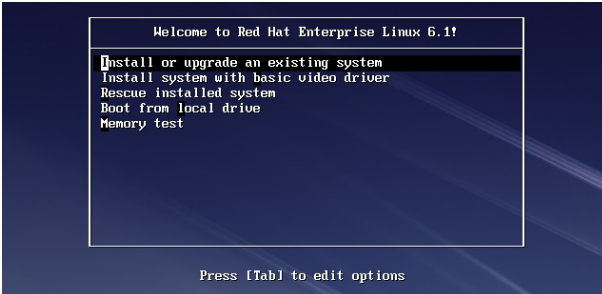 Welcome to Red Hat Enterprise Linux 6.1!
Install or upgrade an existing system
Install system with basic video driver
Rescue installed system
Boot from local drive
Memory test
Press [Tab] to edit options